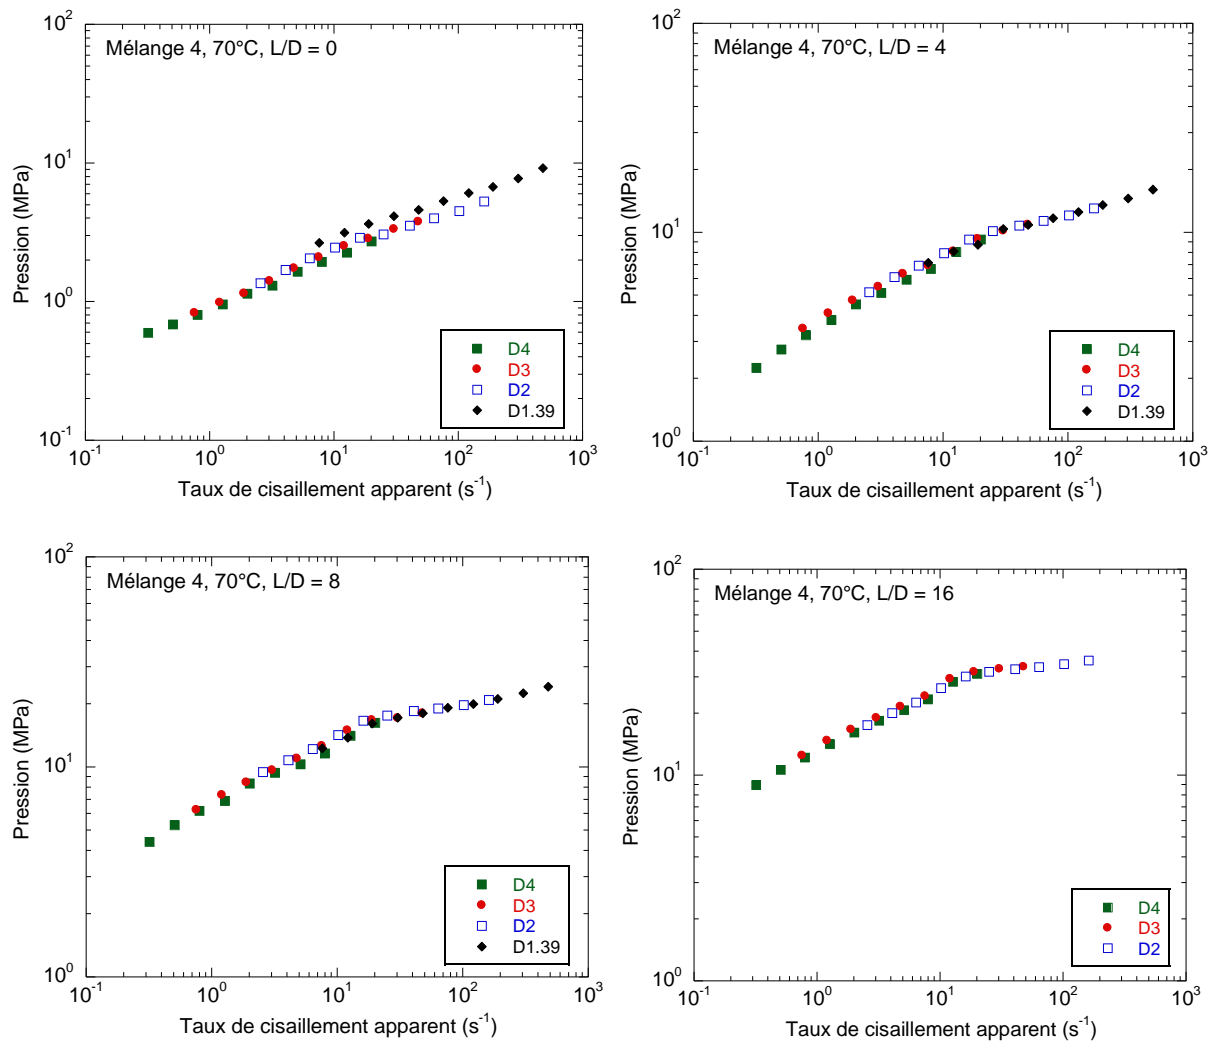 Mélange 4, 70°C, L/D = 0
10²
10¹
10⁰
10⁻¹
Pression (MPa)
D4
D3
D2
D1.39
10⁻¹ 10⁰ 10¹ 10² 10³
Taux de cisaillement apparent (s⁻¹)
Mélange 4, 70°C, L/D = 4
10²
10¹
10⁰
Pression (MPa)
D4
D3
D2
D1.39
10⁻¹ 10⁰ 10¹ 10² 10³
Taux de cisaillement apparent (s⁻¹)
Mélange 4, 70°C, L/D = 8
10²
10¹
10⁰
Pression (MPa)
D4
D3
D2
D1.39
10⁻¹ 10⁰ 10¹ 10² 10³
Taux de cisaillement apparent (s⁻¹)
Mélange 4, 70°C, L/D = 16
10²
10¹
10⁰
Pression (MPa)
D4
D3
D2
10⁻¹ 10⁰ 10¹ 10² 10³
Taux de cisaillement apparent (s⁻¹)